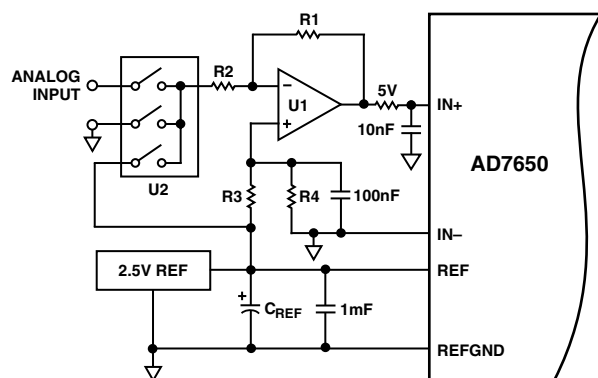 R1
ANALOG
INPUT
R2
−
U1
+
5V
IN+
10nF
AD7650
U2
R3
R4
100nF
IN−
2.5V REF
REF
+
CREF
1mF
REFGND